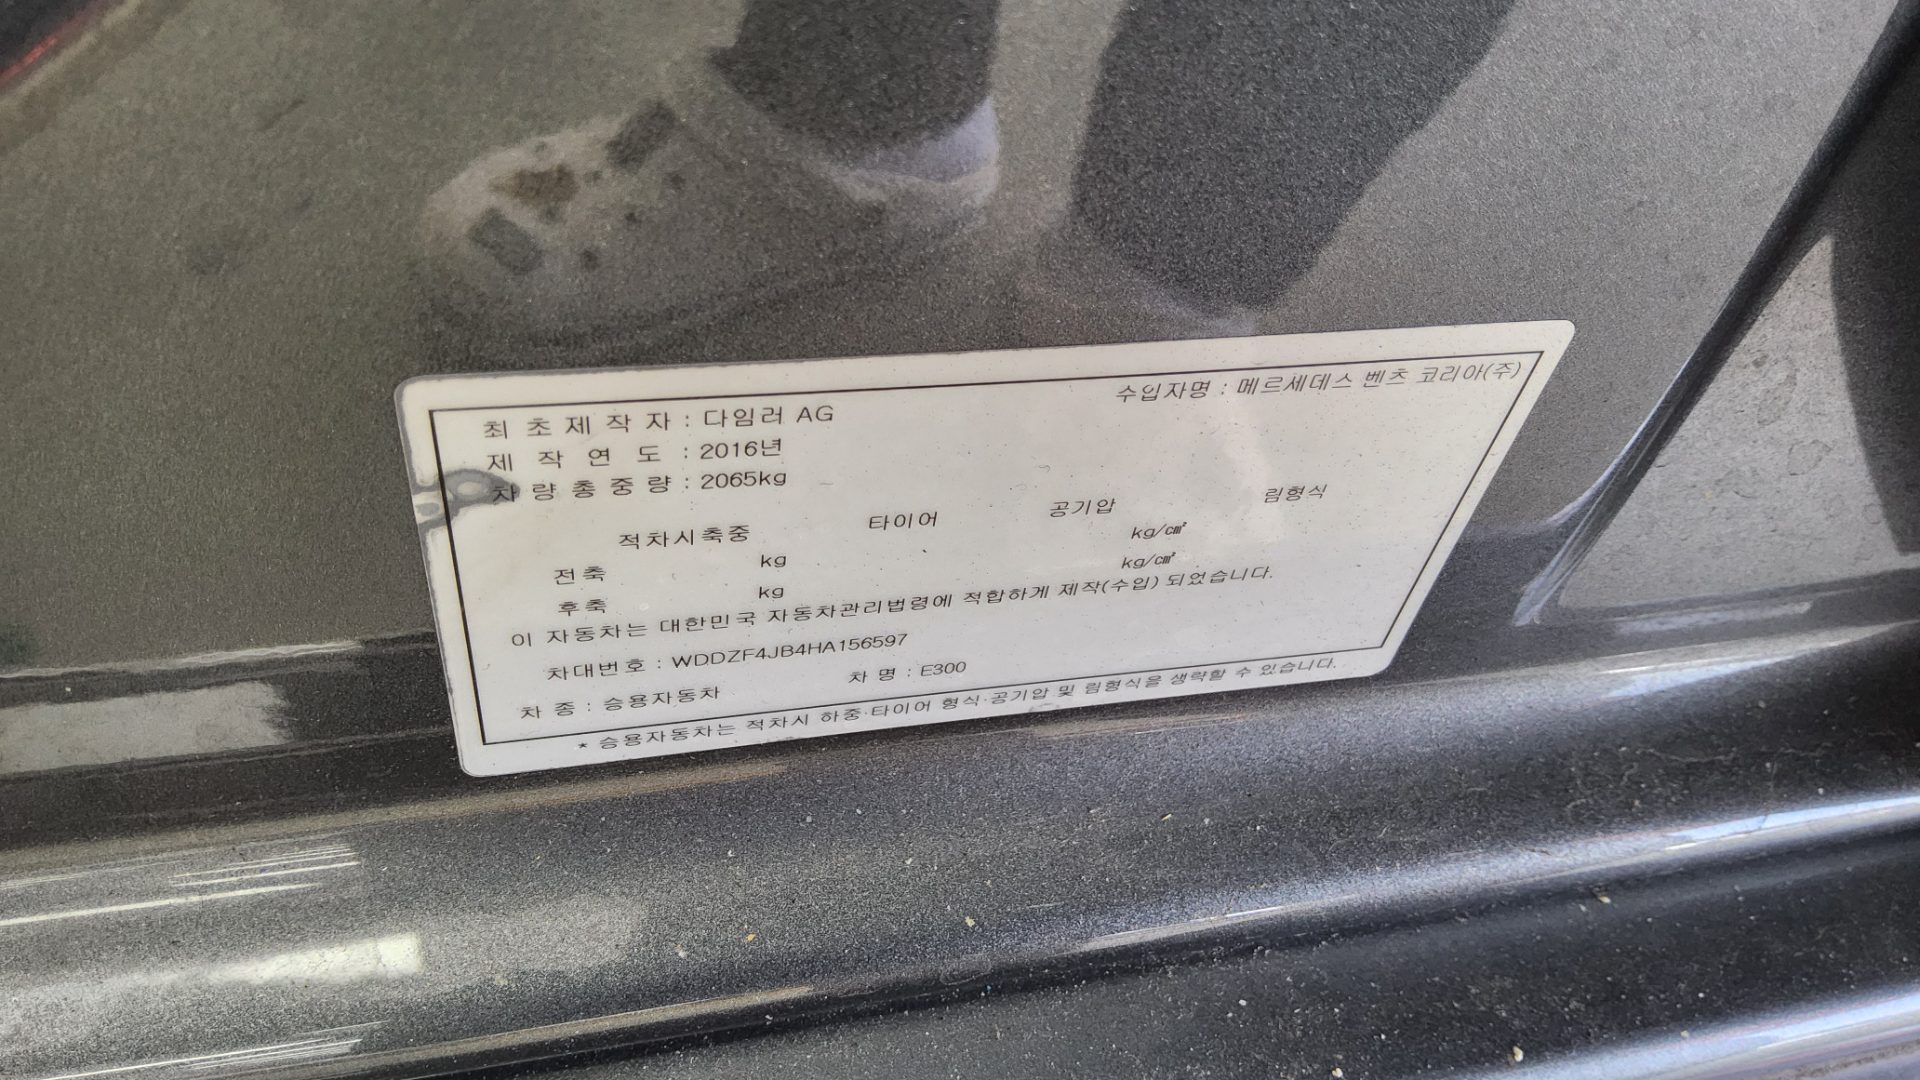 수입자명 : 메르세데스 벤츠 코리아(주)
최초제작자 : 다임러 AG
제작연도 : 2016년
차량총중량 : 2065kg
적차시축중 타이어 공기압 림형식
전축 kg kg/㎠
후축 kg kg/㎠
이 자동차는 대한민국 자동차관리법령에 적합하게 제작(수입) 되었습니다.
차대번호 : WDDZF4JB4HA156597
차종 : 승용자동차 차명 : E300
* 승용자동차는 적차시 하중·타이어 형식·공기압 및 림형식을 생략할 수 있습니다.